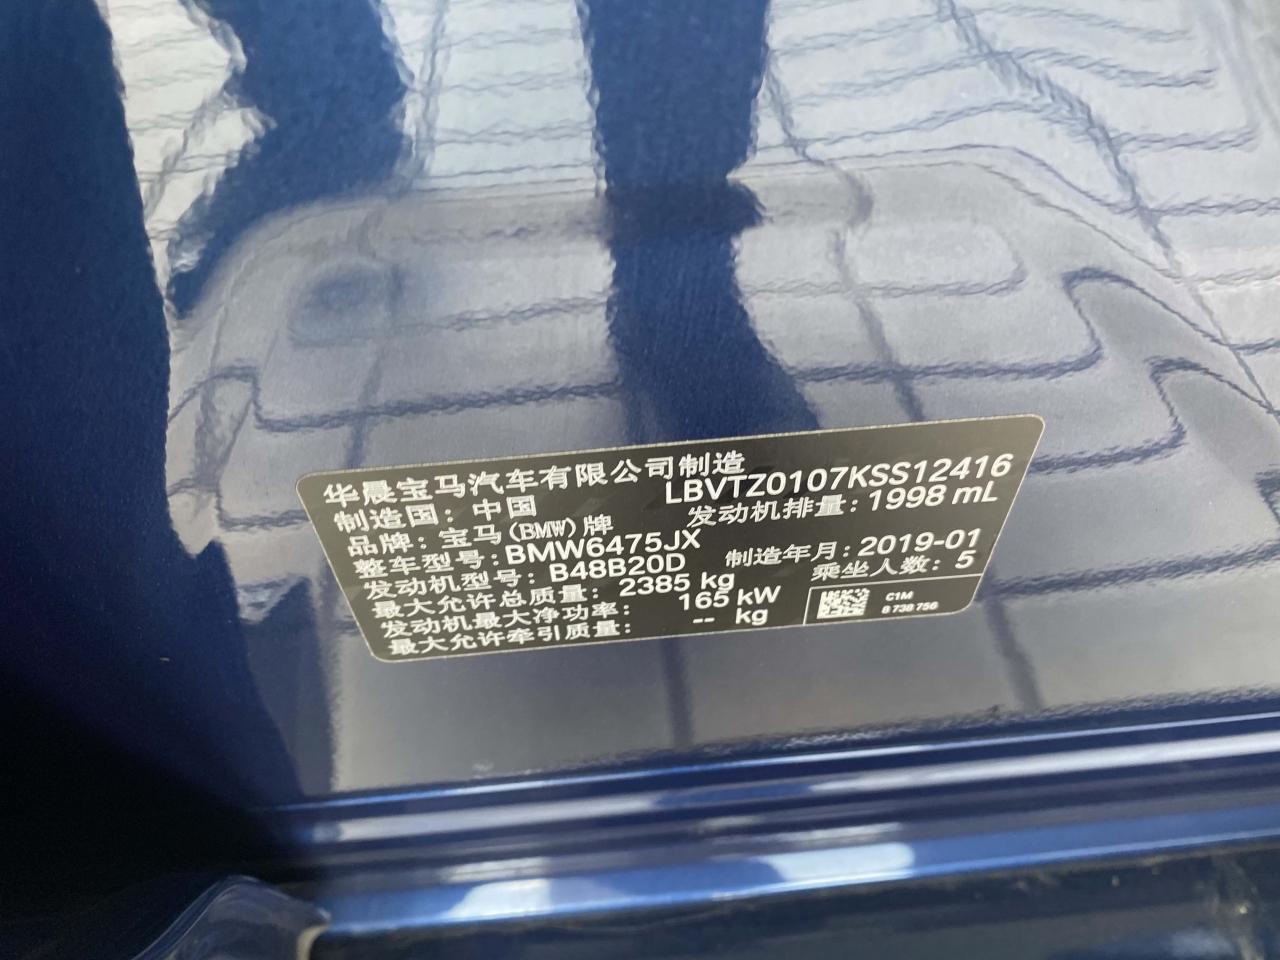 华晨宝马汽车有限公司制造
LBVTZ0107KSS12416
制造国：中国
发动机排量：1998 mL
品牌：宝马(BMW)牌
整车型号：BMW6475JX
制造年月：2019-01
发动机型号：B48B20D
乘坐人数：5
最大允许总质量：2385 kg
发动机最大净功率：165 kW
最大允许牵引质量：-- kg
C1M
8 738 756